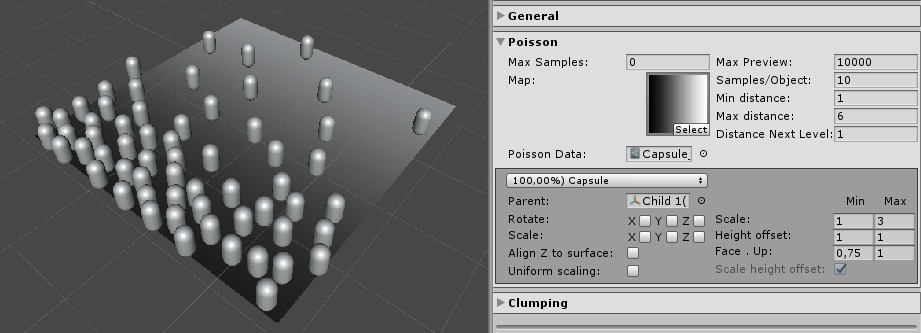 General
Poisson
Max Samples: 0 Max Preview: 10000
Map: Samples/Object: 10
Min distance: 1
Max distance: 6
Select Distance Next Level: 1
Poisson Data: Capsule_
100,00%) Capsule
Parent: Child 1( Min Max
Rotate: X Y Z Scale: 1 3
Scale: X Y Z Height offset: 1 1
Align Z to surface: Face . Up: 0,75 1
Uniform scaling: Scale height offset:
Clumping